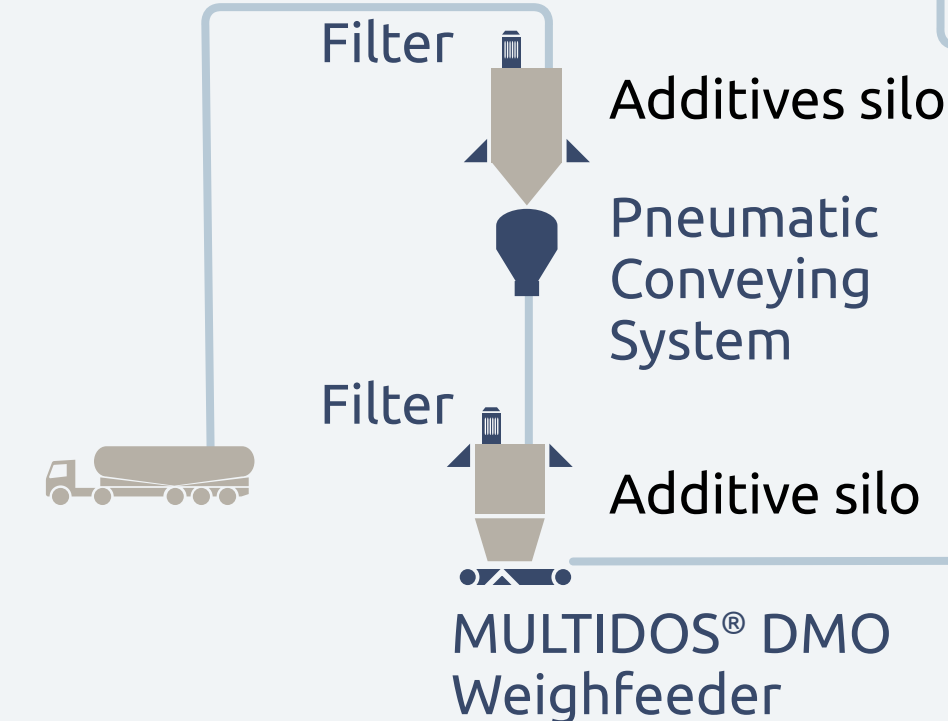 Filter
Additives silo
Pneumatic
Conveying
System
Filter
Additive silo
MULTIDOS® DMO
Weighfeeder